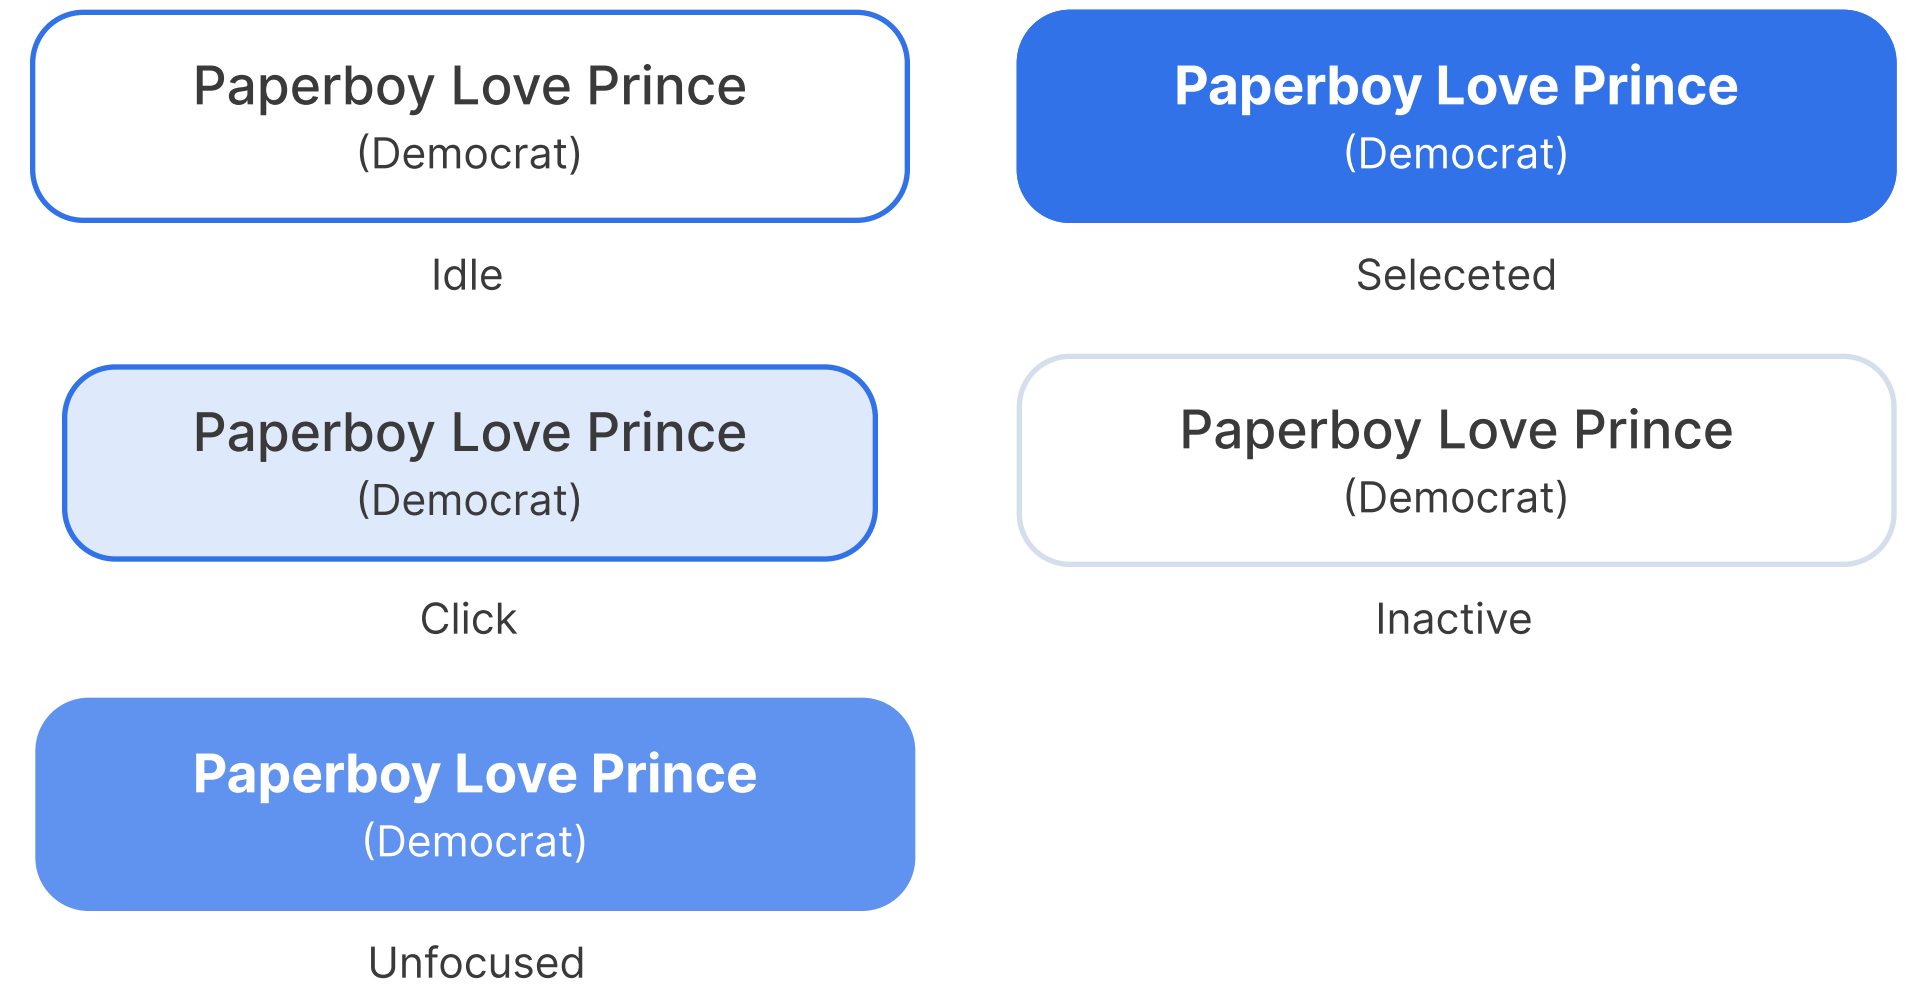 Paperboy Love Prince
(Democrat)
Idle
Paperboy Love Prince
(Democrat)
Seleceted
Paperboy Love Prince
(Democrat)
Click
Paperboy Love Prince
(Democrat)
Inactive
Paperboy Love Prince
(Democrat)
Unfocused